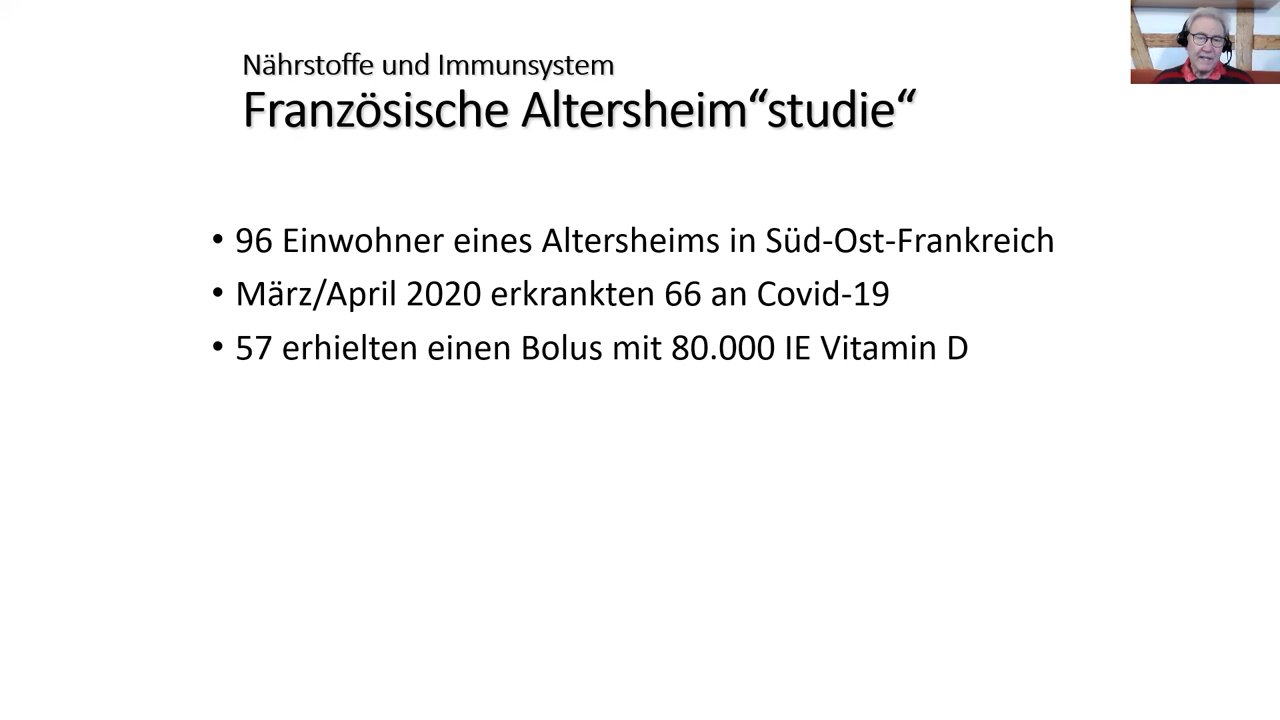 Nährstoffe und Immunsystem
Französische Altersheim“studie“
• 96 Einwohner eines Altersheims in Süd-Ost-Frankreich
• März/April 2020 erkrankten 66 an Covid-19
• 57 erhielten einen Bolus mit 80.000 IE Vitamin D